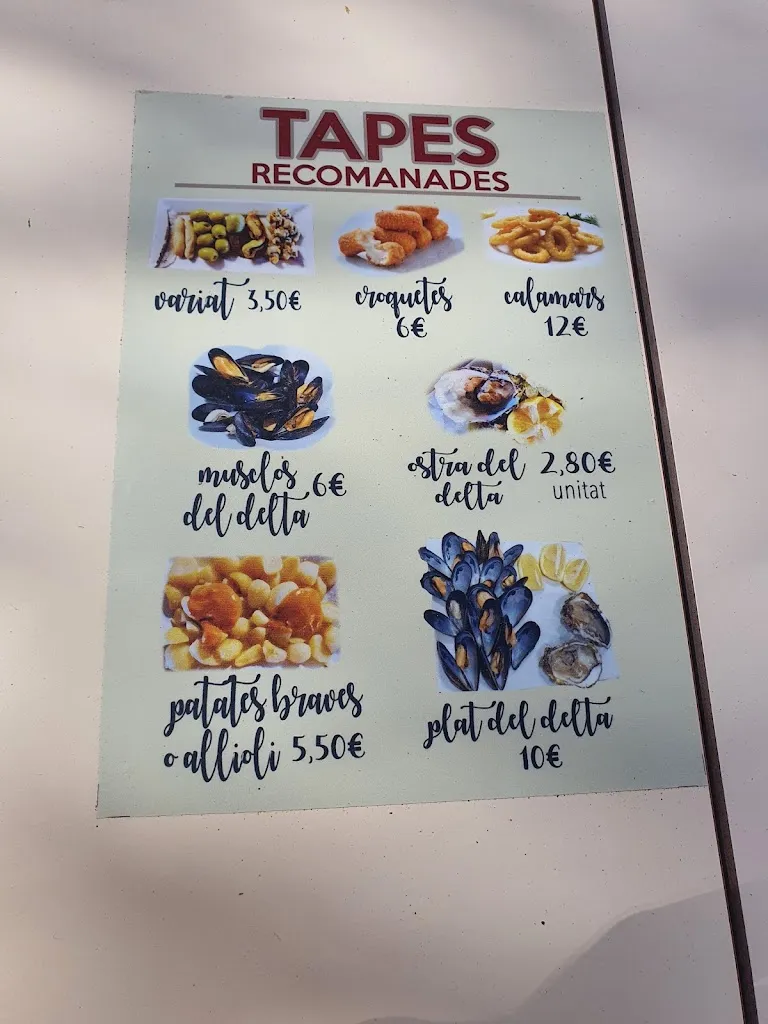 TAPES
RECOMANADES
variat 3,50€
croquetes
6€
calamars
12€
musclos
del delta 6€
ostra del
delta
2,80€
unitat
patates braves
o allioli 5,50€
plat del delta
10€